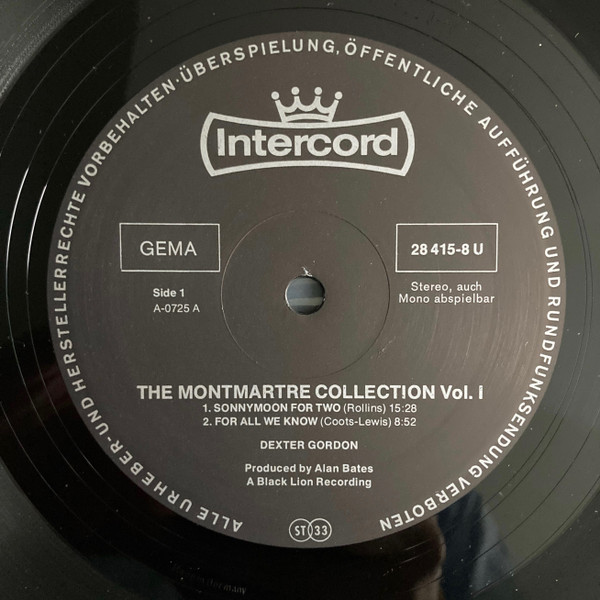 ALLE URHEBER- UND HERSTELLERRECHTE VORBEHALTEN · ÜBERSPIELUNG, ÖFFENTLICHE AUFFÜHRUNG UND RUNDFUNKSENDUNG VERBOTEN
Intercord
GEMA
28 415-8 U
Side 1
A-0725 A
Stereo, auch
Mono abspielbar
THE MONTMARTRE COLLECTION Vol. I
1. SONNYMOON FOR TWO (Rollins) 15:28
2. FOR ALL WE KNOW (Coots-Lewis) 8:52
DEXTER GORDON
Produced by Alan Bates
A Black Lion Recording
ST 33